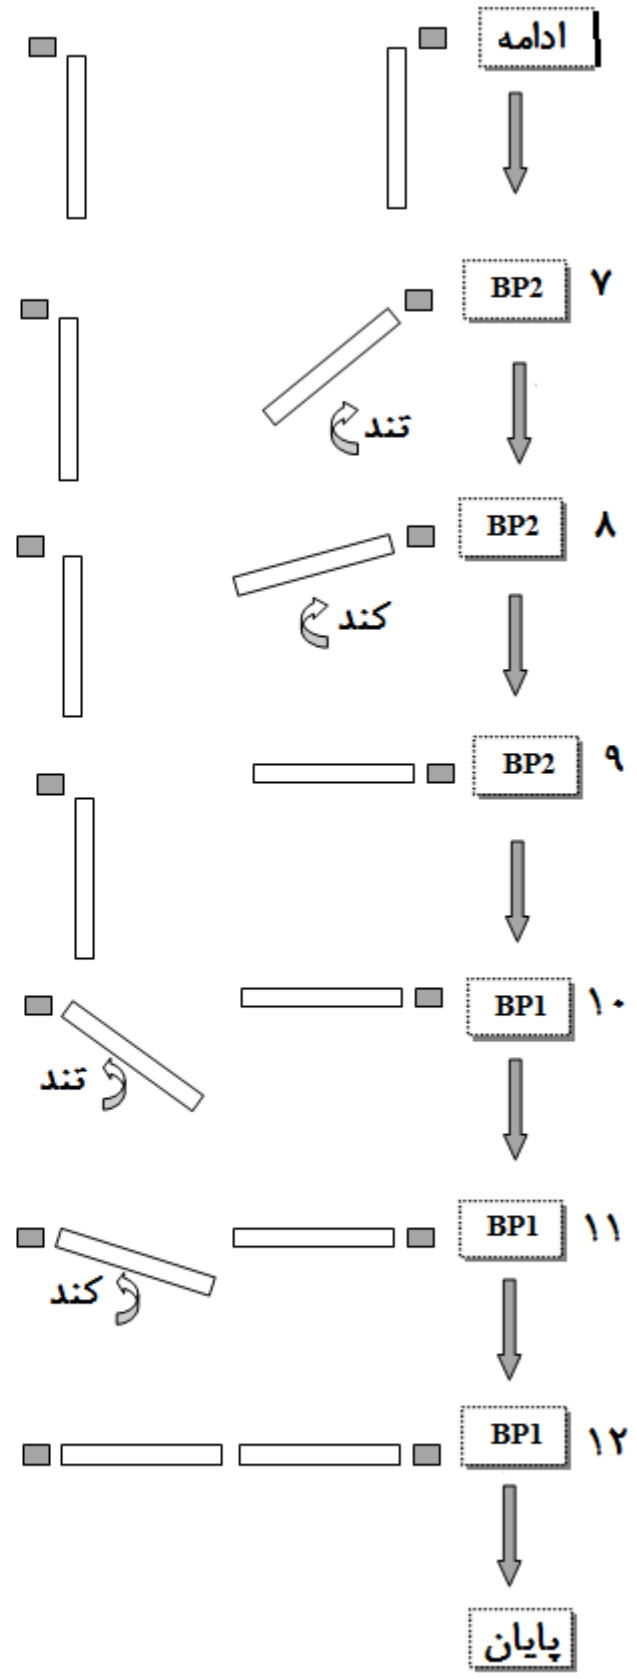 ادامه
BP2 ۷
تند
BP2 ۸
کند
BP2 ۹
BP1 ۱۰
تند
BP1 ۱۱
کند
BP1 ۱۲
پایان